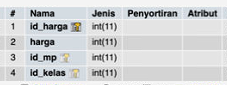 # Nama Jenis Penyortiran Atribut
1 id_harga int(11)
2 harga int(11)
3 id_mp int(11)
4 id_kelas int(11)